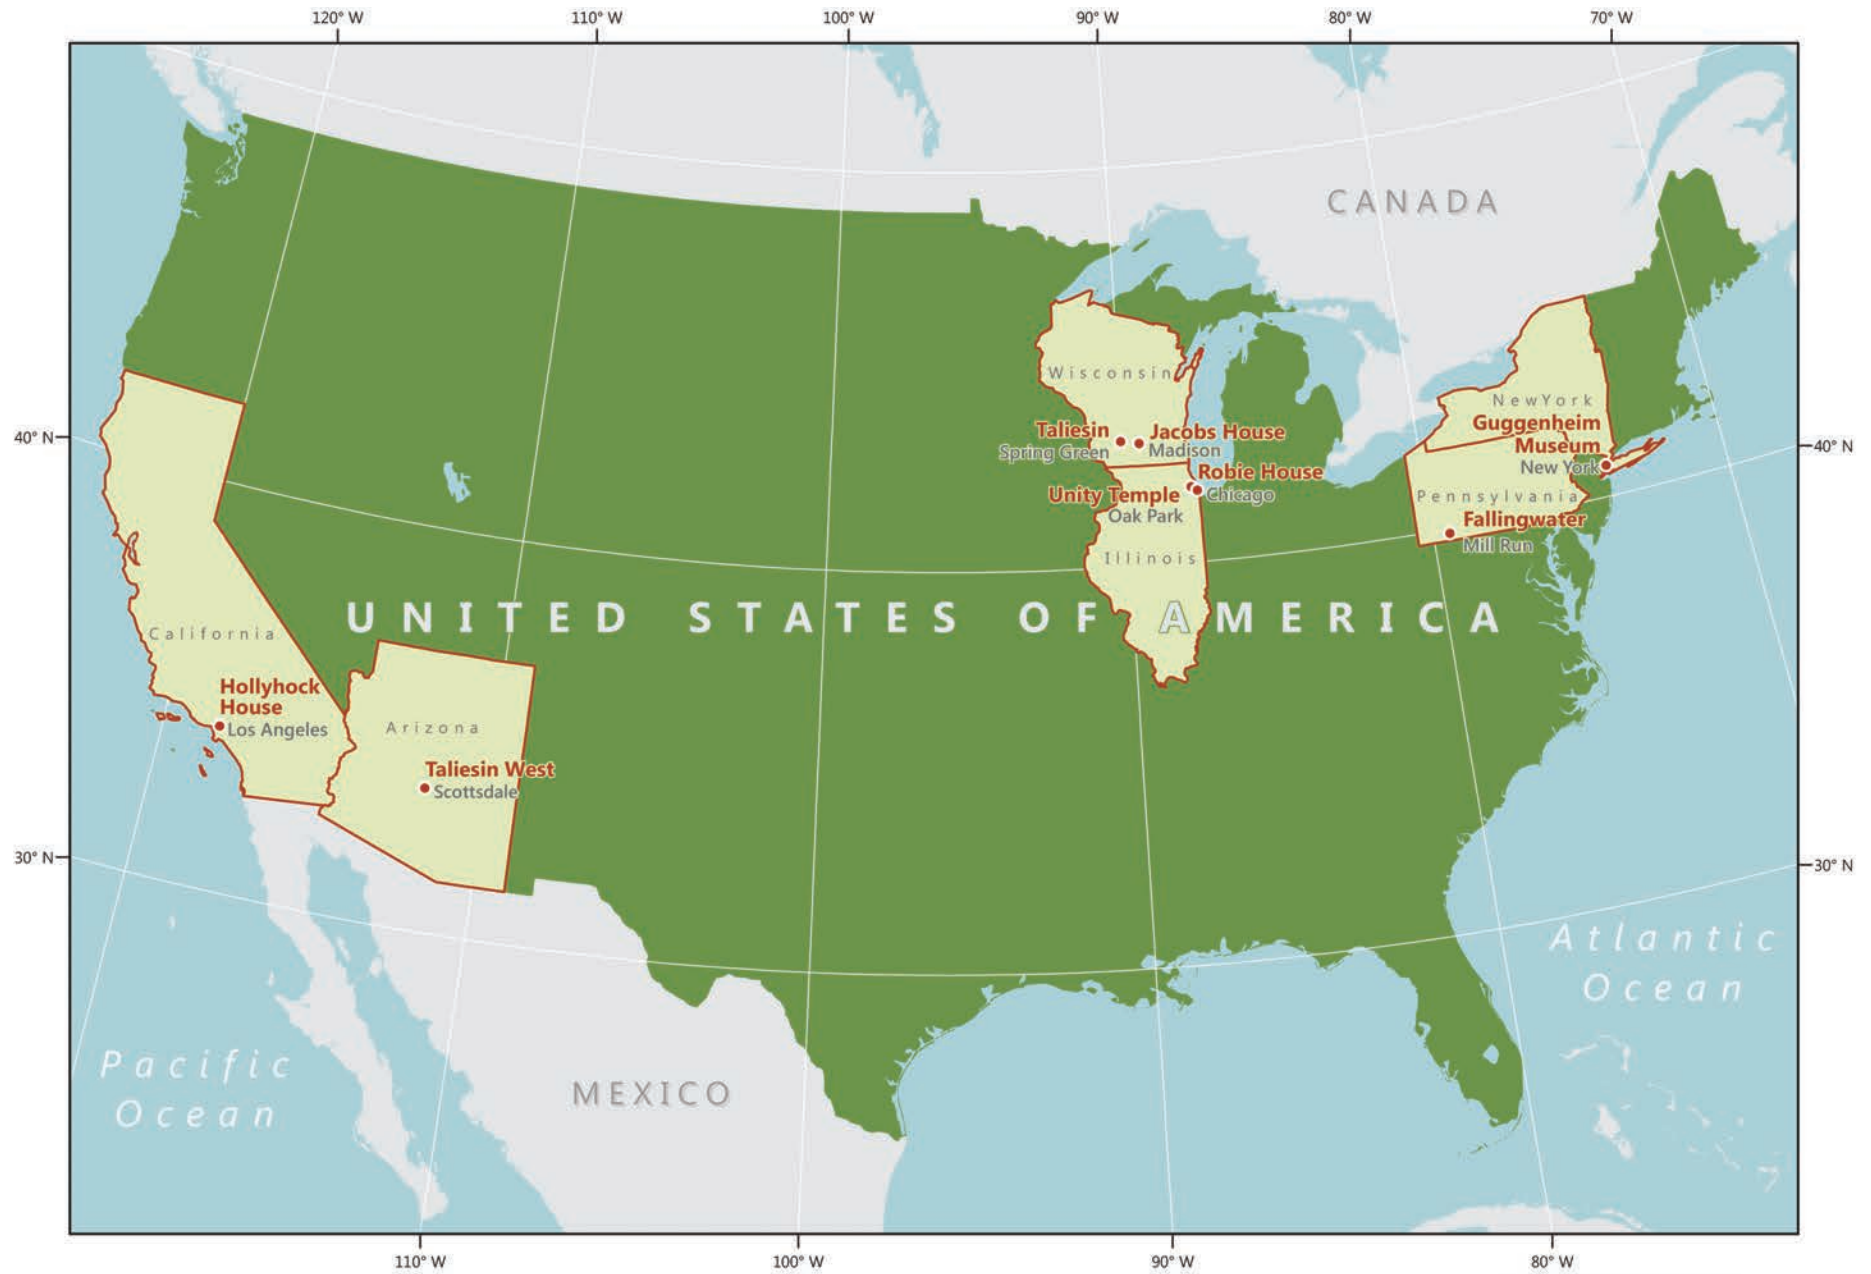 120° W
110° W
100° W
90° W
80° W
70° W
CANADA
Wisconsin
NewYork
Guggenheim
Museum
New York
40° N
40° N
Taliesin
Spring Green
Jacobs House
Madison
Robie House
Chicago
Unity Temple
Oak Park
Pennsylvania
Fallingwater
Mill Run
Illinois
UNITED STATES OF AMERICA
California
Hollyhock
House
Los Angeles
Arizona
Taliesin West
Scottsdale
30° N
30° N
Atlantic
Ocean
Pacific
Ocean
MEXICO
110° W
100° W
90° W
80° W